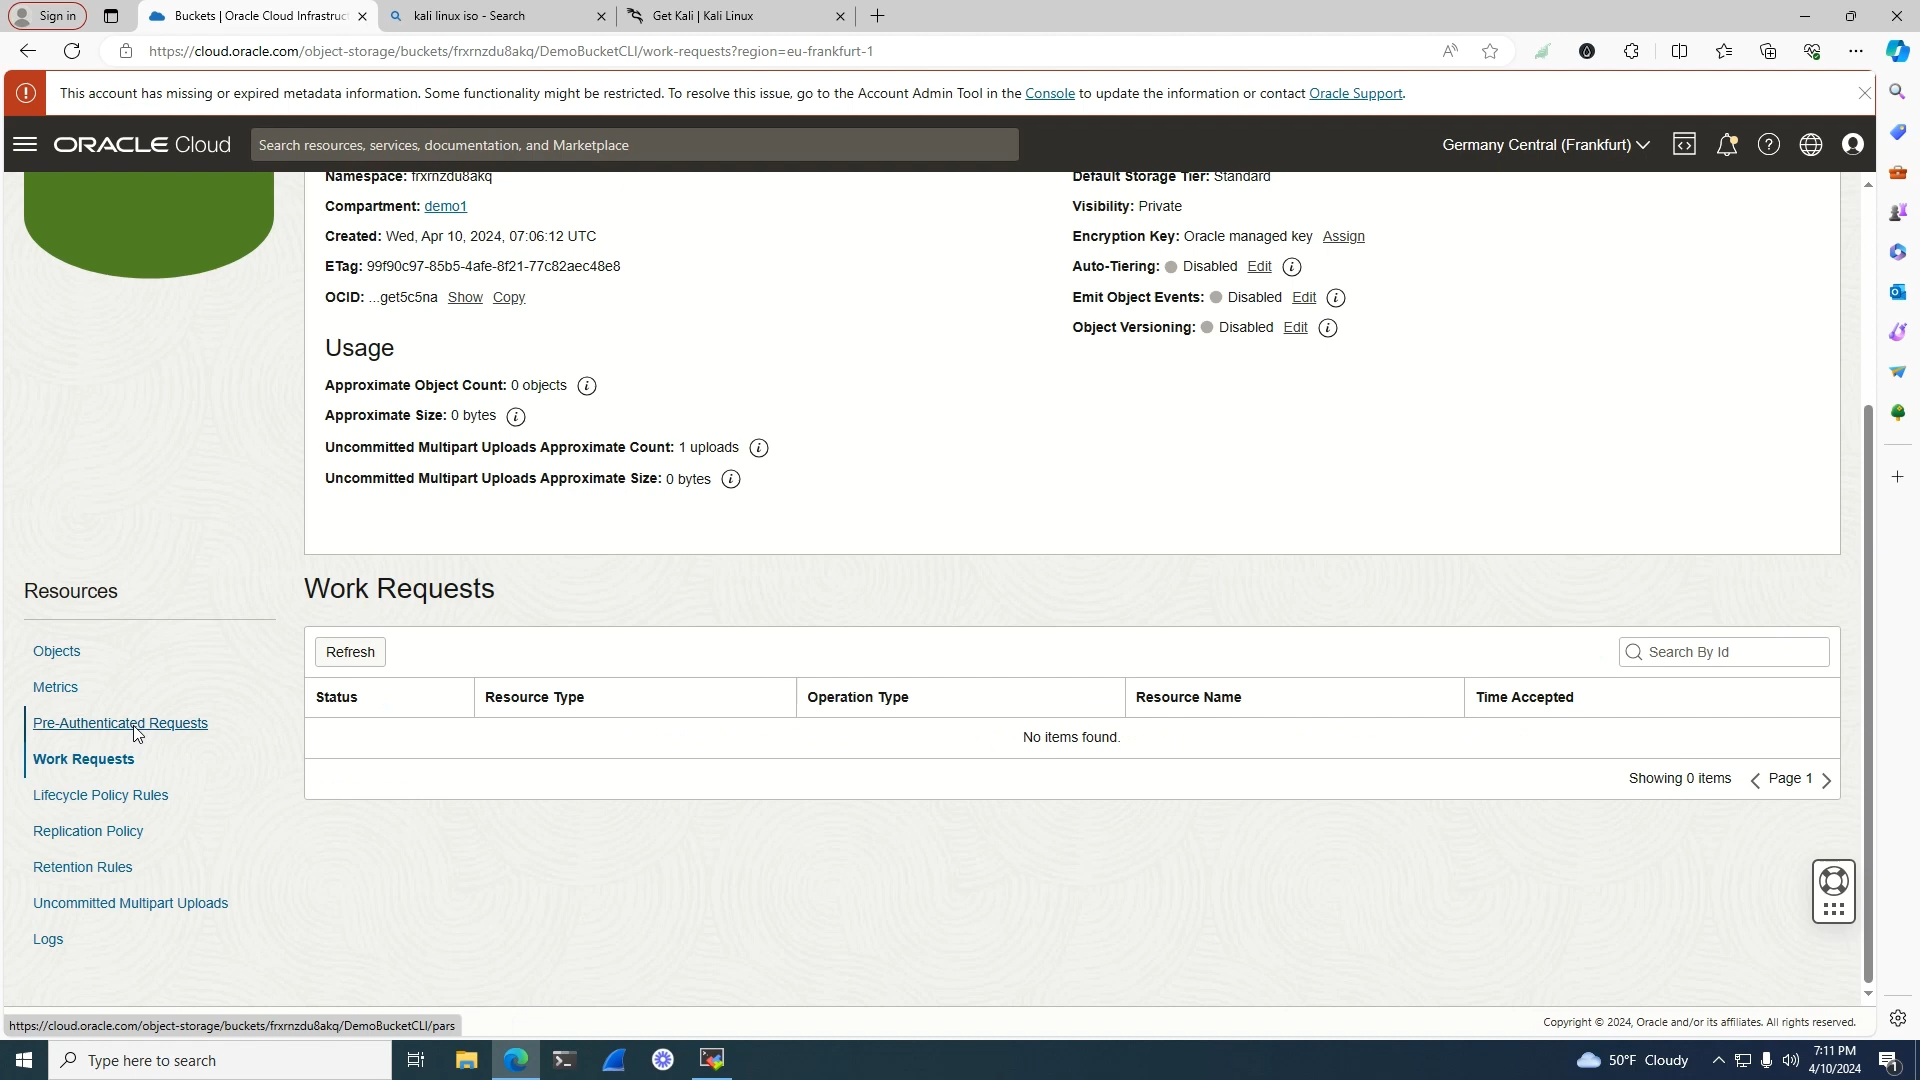 Sign in
Buckets | Oracle Cloud Infrastruct
kali linux iso - Search
Get Kali | Kali Linux
https://cloud.oracle.com/object-storage/buckets/frxrnzdu8akq/DemoBucketCLI/work-requests?region=eu-frankfurt-1
This account has missing or expired metadata information. Some functionality might be restricted. To resolve this issue, go to the Account Admin Tool in the Console to update the information or contact Oracle Support.
ORACLE Cloud
Search resources, services, documentation, and Marketplace
Germany Central (Frankfurt)
Namespace: frxrnzdu8akq
Default Storage Tier: Standard
Compartment: demo1
Visibility: Private
Created: Wed, Apr 10, 2024, 07:06:12 UTC
Encryption Key: Oracle managed key Assign
ETag: 99f90c97-85b5-4afe-8f21-77c82aec48e8
Auto-Tiering: Disabled Edit
OCID: ...get5c5na Show Copy
Emit Object Events: Disabled Edit
Object Versioning: Disabled Edit
Usage
Approximate Object Count: 0 objects
Approximate Size: 0 bytes
Uncommitted Multipart Uploads Approximate Count: 1 uploads
Uncommitted Multipart Uploads Approximate Size: 0 bytes
Resources
Objects
Metrics
Pre-Authenticated Requests
Work Requests
Lifecycle Policy Rules
Replication Policy
Retention Rules
Uncommitted Multipart Uploads
Logs
Work Requests
Refresh
Search By Id
Status Resource Type Operation Type Resource Name Time Accepted
No items found.
Showing 0 items Page 1
https://cloud.oracle.com/object-storage/buckets/frxrnzdu8akq/DemoBucketCLI/pars
Copyright © 2024, Oracle and/or its affiliates. All rights reserved.
Type here to search
50°F Cloudy
7:11 PM
4/10/2024
1